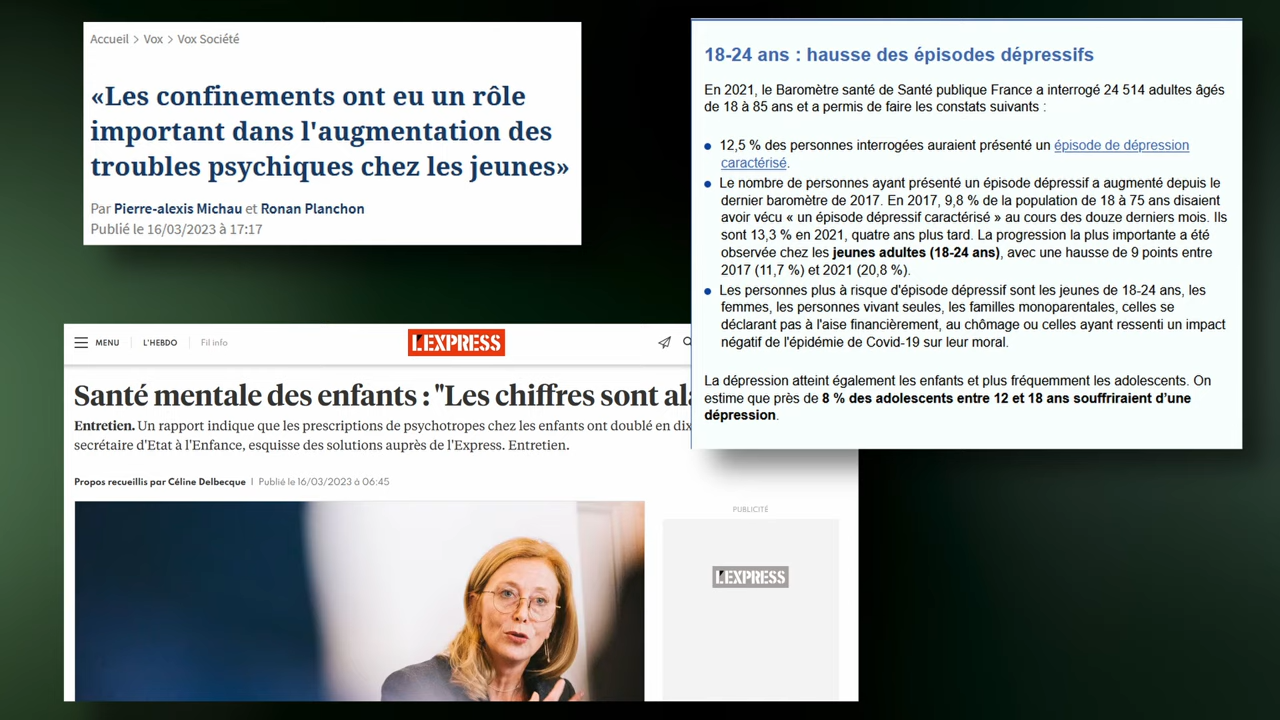 Accueil > Vox > Vox Société
«Les confinements ont eu un rôle
important dans l'augmentation des
troubles psychiques chez les jeunes»
Par Pierre-alexis Michau et Ronan Planchon
Publié le 16/03/2023 à 17:17
18-24 ans : hausse des épisodes dépressifs
En 2021, le Baromètre santé de Santé publique France a interrogé 24 514 adultes âgés
de 18 à 85 ans et a permis de faire les constats suivants :
12,5 % des personnes interrogées auraient présenté un épisode de dépression
caractérisé.
Le nombre de personnes ayant présenté un épisode dépressif a augmenté depuis le
dernier baromètre de 2017. En 2017, 9,8 % de la population de 18 à 75 ans disaient
avoir vécu « un épisode dépressif caractérisé » au cours des douze derniers mois. Ils
sont 13,3 % en 2021, quatre ans plus tard. La progression la plus importante a été
observée chez les jeunes adultes (18-24 ans), avec une hausse de 9 points entre
2017 (11,7 %) et 2021 (20,8 %).
Les personnes plus à risque d'épisode dépressif sont les jeunes de 18-24 ans, les
femmes, les personnes vivant seules, les familles monoparentales, celles se
déclarant pas à l'aise financièrement, au chômage ou celles ayant ressenti un impact
négatif de l'épidémie de Covid-19 sur leur moral.
La dépression atteint également les enfants et plus fréquemment les adolescents. On
estime que près de 8 % des adolescents entre 12 et 18 ans souffriraient d'une
dépression.
MENU L'HEBDO Fil info L'EXPRESS
Santé mentale des enfants : "Les chiffres sont
Entretien. Un rapport indique que les prescriptions de psychotropes chez les enfants ont doublé en dix
secrétaire d'Etat à l'Enfance, esquisse des solutions auprès de l'Express. Entretien.
Propos recueillis par Céline Delbecque | Publié le 16/03/2023 à 06:45
PUBLICITÉ
L'EXPRESS